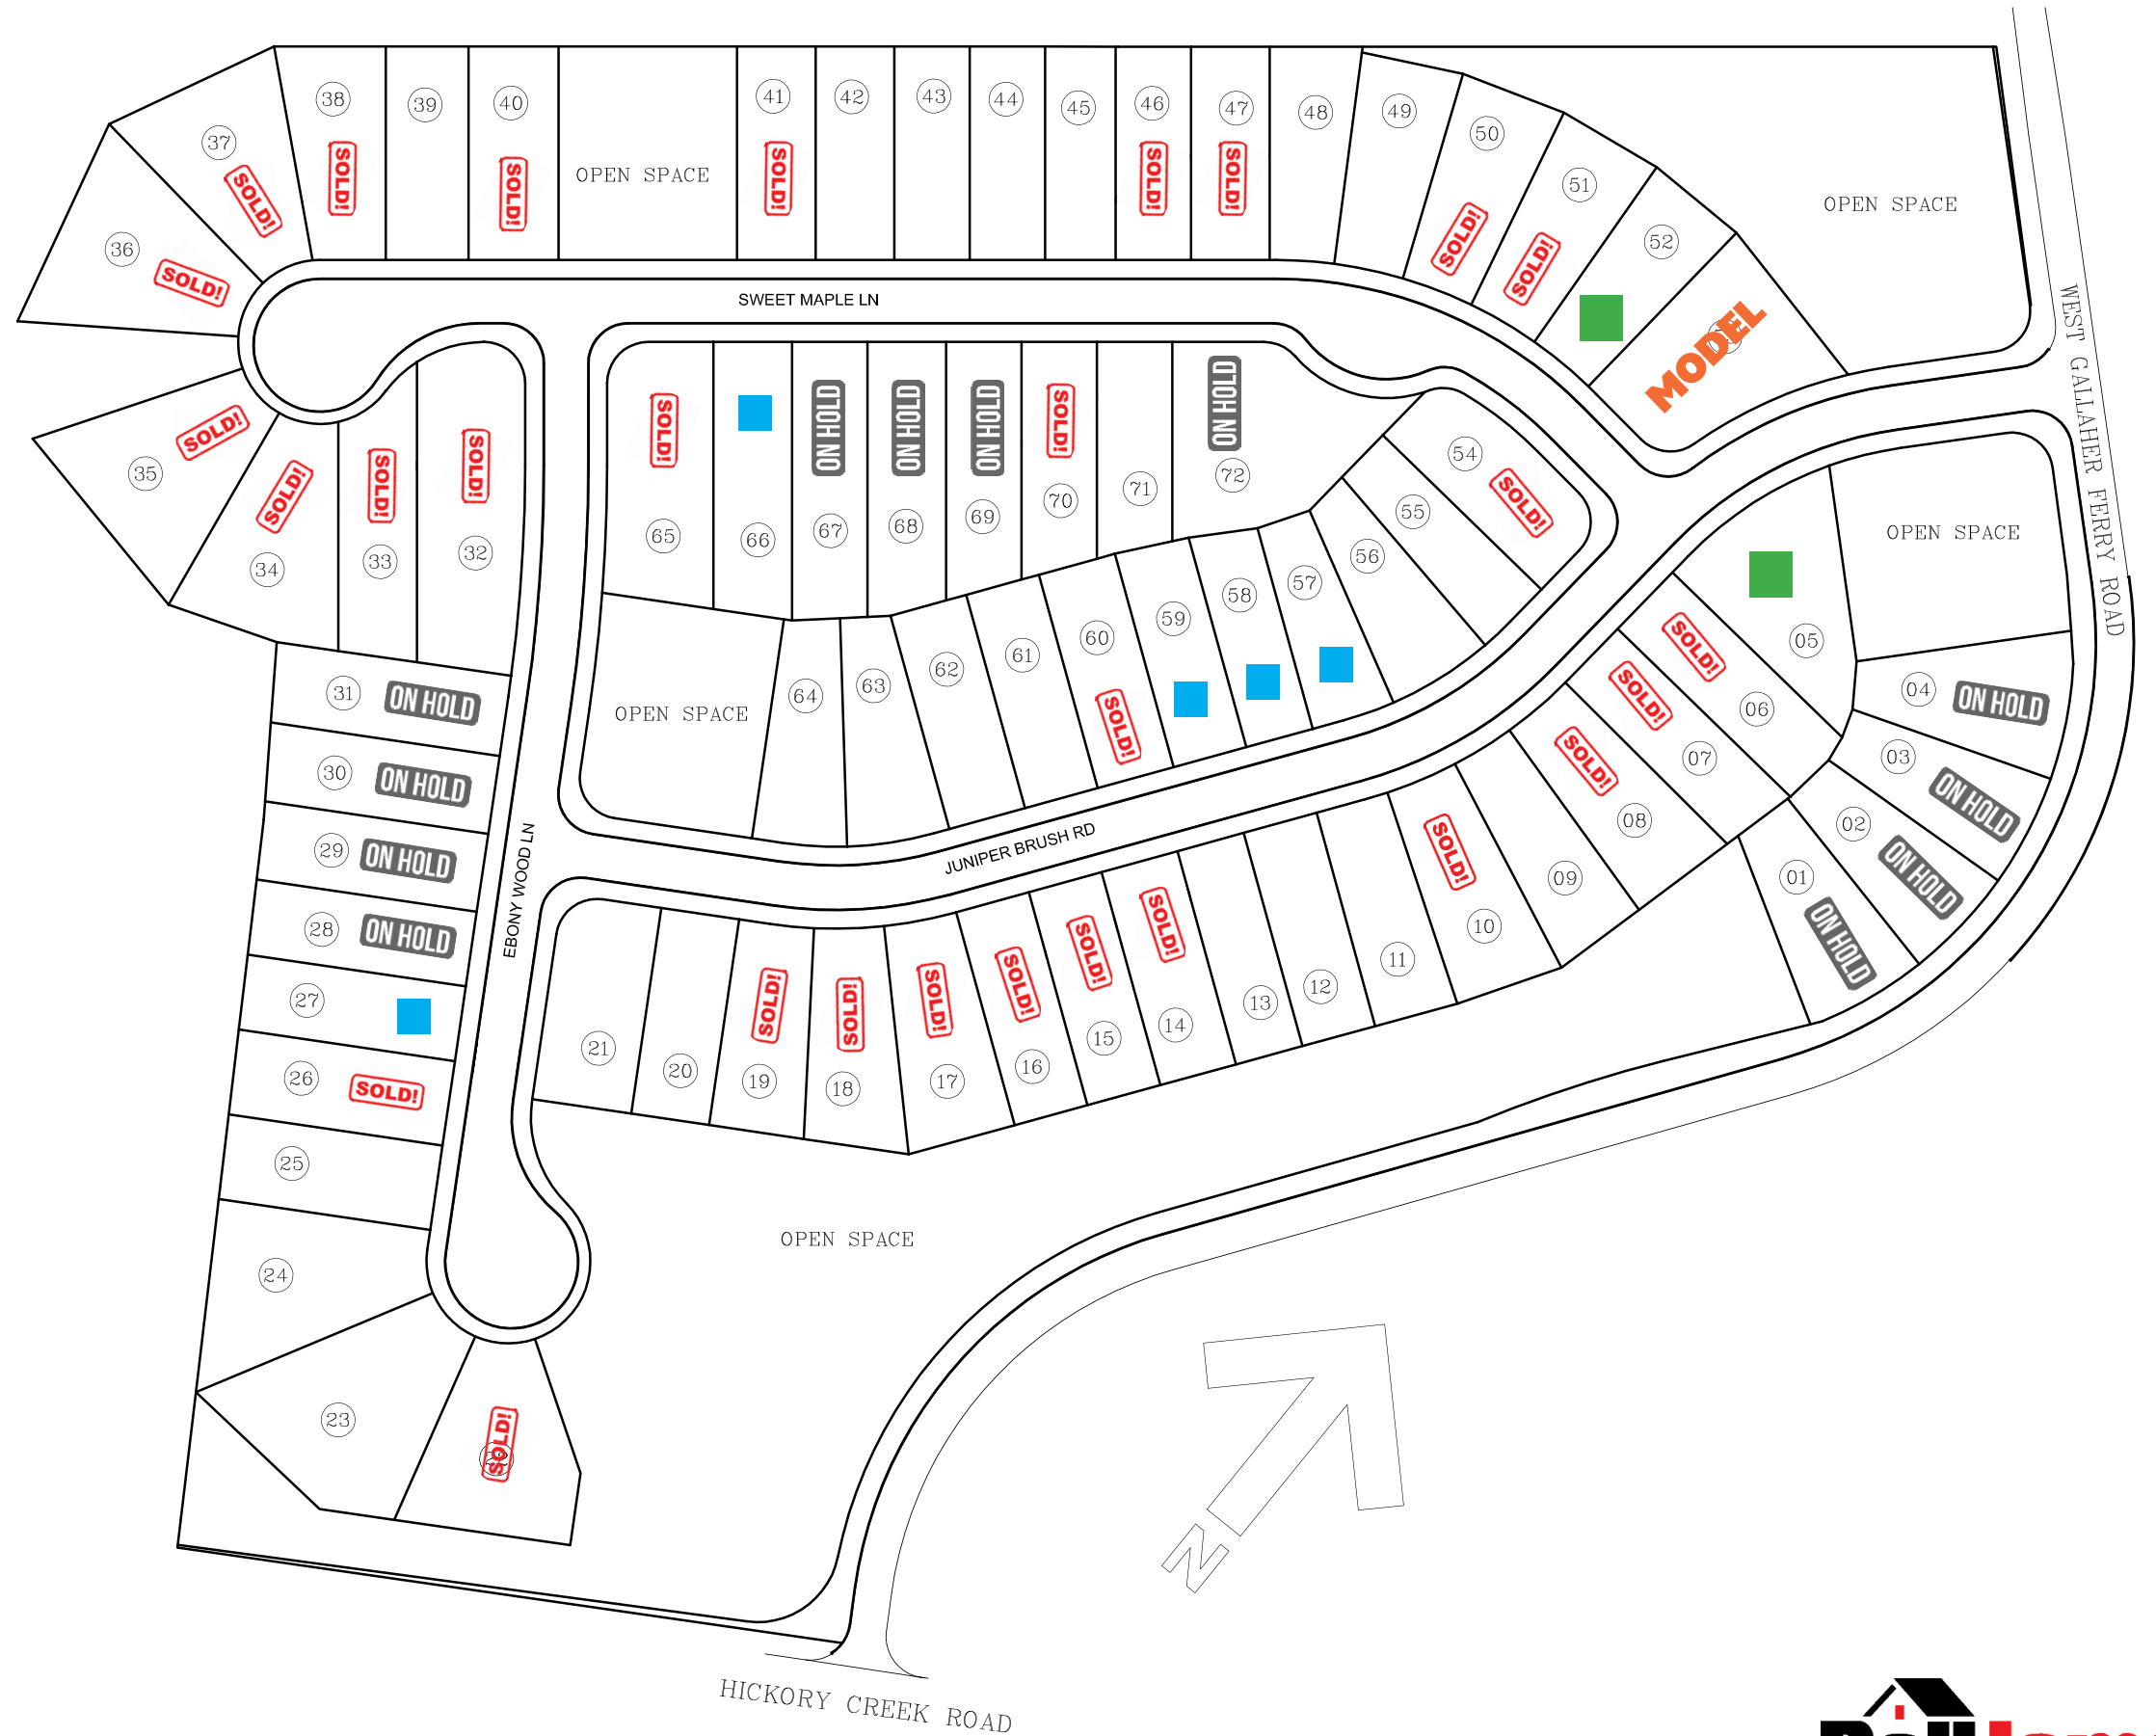 38
39
40
41
42
43
44
45
46
47
48
49
50
51
52
37
36
SOLD!
SOLD!
SOLD!
SOLD!
SOLD!
SOLD!
SOLD!
SOLD!
SOLD!
OPEN SPACE
OPEN SPACE
MODEL
SWEET MAPLE LN
WEST GALLAHER FERRY ROAD
35
SOLD!
34
SOLD!
33
SOLD!
32
SOLD!
SOLD!
65
66
ON HOLD
67
ON HOLD
68
ON HOLD
69
SOLD!
70
71
ON HOLD
72
54
SOLD!
55
56
57
58
59
60
SOLD!
61
62
63
64
OPEN SPACE
OPEN SPACE
05
SOLD!
06
SOLD!
07
SOLD!
08
09
04
ON HOLD
03
ON HOLD
02
ON HOLD
01
ON HOLD
31
ON HOLD
30
ON HOLD
29
ON HOLD
28
ON HOLD
27
26
SOLD!
25
24
23
SOLD!
EBONY WOOD LN
JUNIPER BRUSH RD
21
20
SOLD!
19
SOLD!
18
SOLD!
17
SOLD!
16
SOLD!
15
SOLD!
14
13
12
11
SOLD!
10
OPEN SPACE
N
HICKORY CREEK ROAD